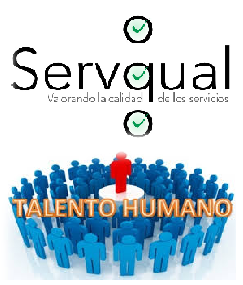 Servqual
Valorando la calidad de los servicios
TALENTO HUMANO